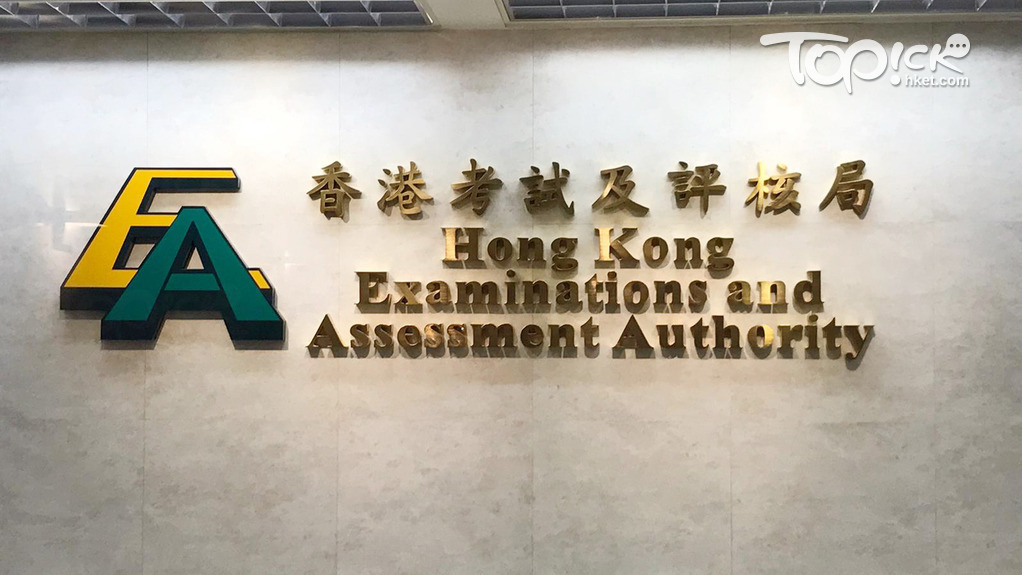 TOPICK
hket.com
EA
香港考試及評核局
Hong Kong
Examinations and
Assessment Authority